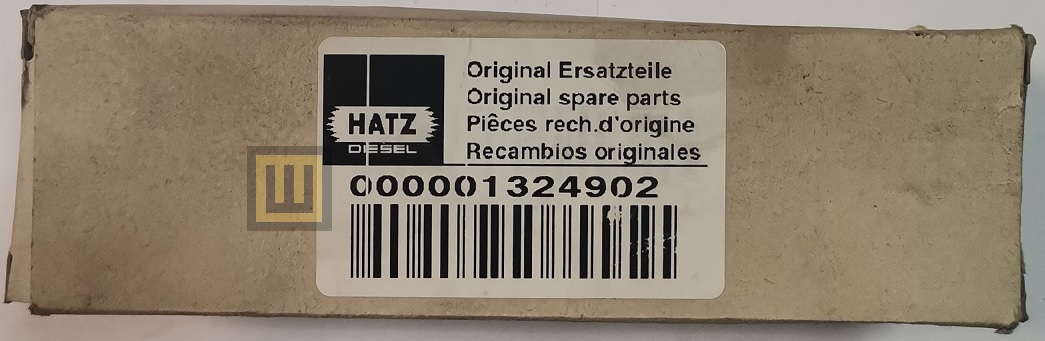 HATZ
DIESEL
Original Ersatzteile
Original spare parts
Pièces rech.d'origine
Recambios originales
000001324902